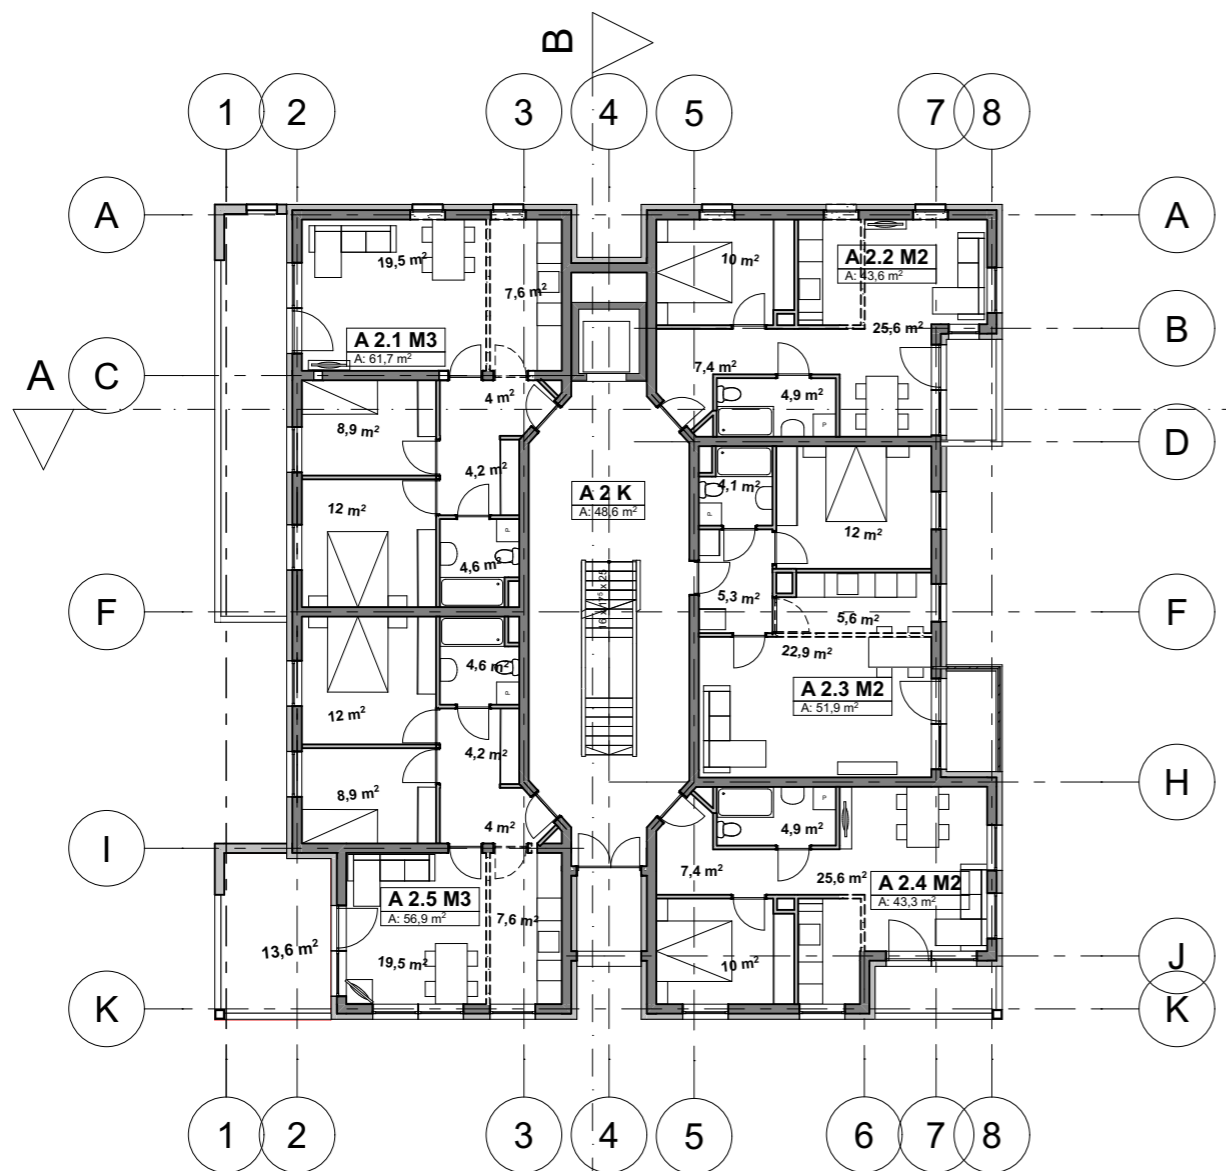 B
1 2 3 4 5 7 8
A A
10 m²
A 2.2 M2
A: 43,6 m²
19,5 m²
7,6 m²
25,6 m²
B
A 2.1 M3
A: 61,7 m²
7,4 m²
A C
4 m²
4,9 m²
8,9 m²
D
4,2 m²
4,1 m²
A 2 K
A: 48,6 m²
12 m²
12 m²
P
P
P
4,6 m²
5,3 m²
F F
5,6 m²
22,9 m²
4,6 m²
A 2.3 M2
A: 51,9 m²
P
12 m²
4,2 m²
H
8,9 m²
P
4 m²
4,9 m²
I
7,4 m²
25,6 m²
A 2.4 M2
A: 43,3 m²
A 2.5 M3
A: 56,9 m²
7,6 m²
13,6 m²
19,5 m²
10 m²
J
K K
1 2 3 4 5 6 7 8